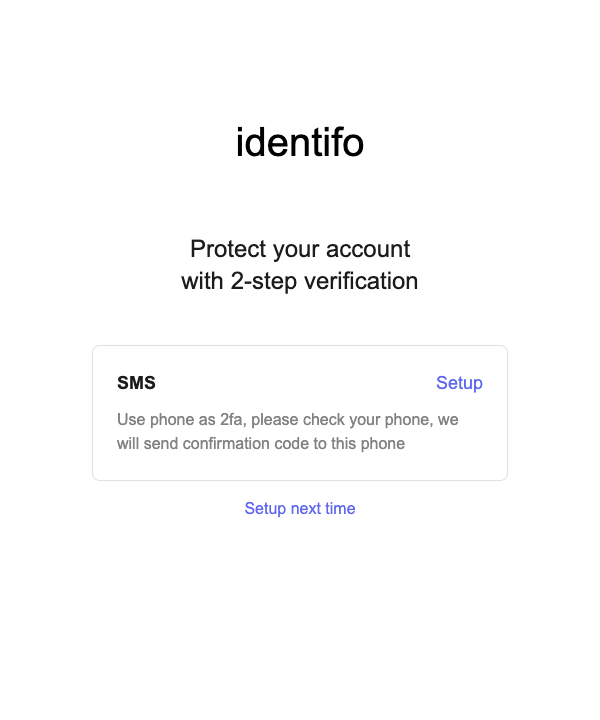 identifo
Protect your account
with 2-step verification
SMS
Setup
Use phone as 2fa, please check your phone, we
will send confirmation code to this phone
Setup next time